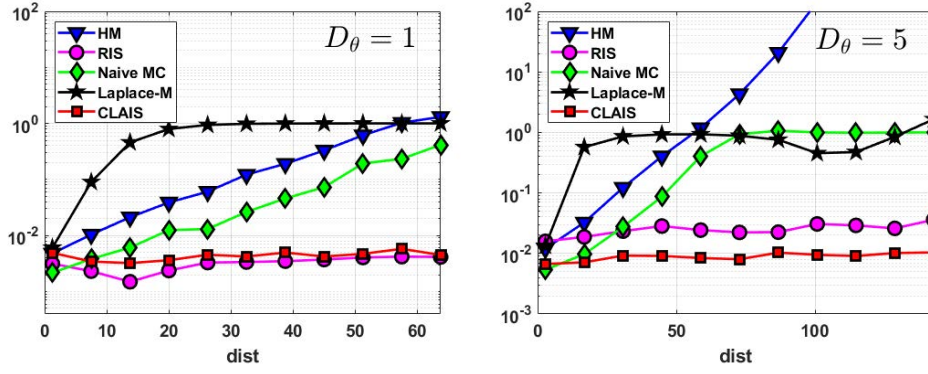 10^2
10^0
10^{-2}
0 10 20 30 40 50 60
dist
D_θ = 1
HM
RIS
Naive MC
Laplace-M
CLAIS
10^2
10^1
10^0
10^{-1}
10^{-2}
10^{-3}
0 50 100
dist
D_θ = 5
HM
RIS
Naive MC
Laplace-M
CLAIS